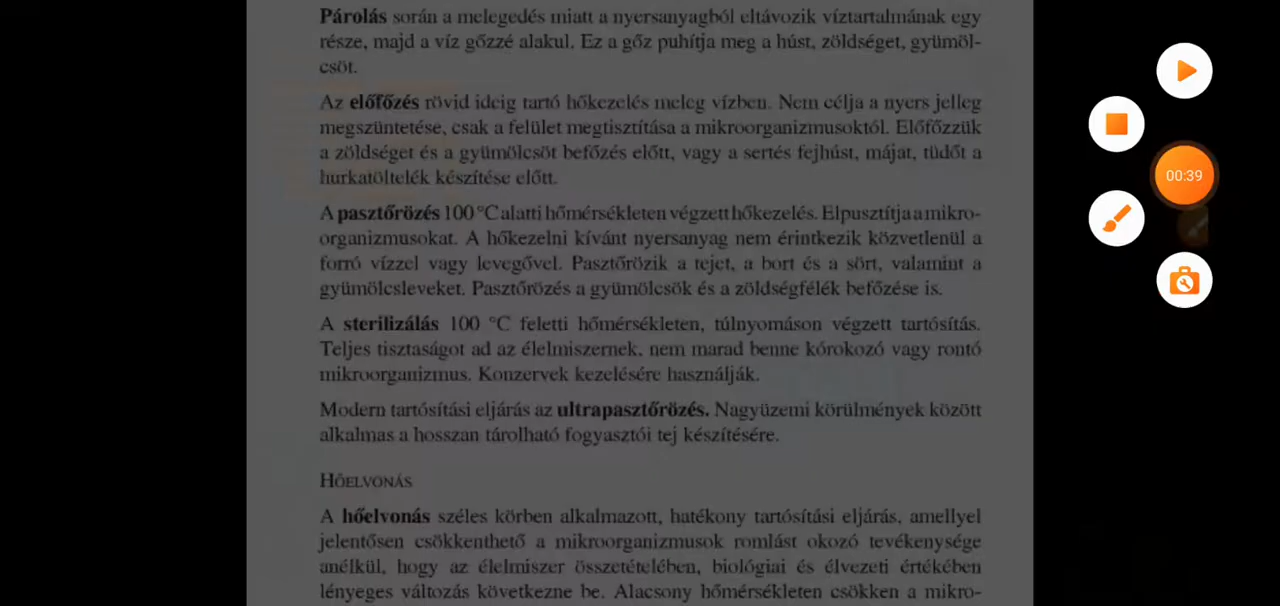 Párolás során a melegedés miatt a nyersanyagból eltávozik víztartalmának egy
része, majd a víz gőzzé alakul. Ez a gőz puhítja meg a húst, zöldséget, gyümöl-
csöt.
Az előfőzés rövid ideig tartó hőkezelés meleg vízben. Nem célja a nyers jelleg
megszüntetése, csak a felület megtisztítása a mikroorganizmusoktól. Előfőzzük
a zöldséget és a gyümölcsöt befőzés előtt, vagy a sertés fejhúst, májat, tüdőt a
hurkatöltelék készítése előtt.
A pasztőrözés 100 °C alatti hőmérsékleten végzett hőkezelés. Elpusztítja a mikro-
organizmusokat. A hőkezelni kívánt nyersanyag nem érintkezik közvetlenül a
forró vízzel vagy levegővel. Pasztőrözik a tejet, a bort és a sört, valamint a
gyümölcsleveket. Pasztőrözés a gyümölcsök és a zöldségfélék befőzése is.
A sterilizálás 100 °C feletti hőmérsékleten, túlnyomáson végzett tartósítás.
Teljes tisztaságot ad az élelmiszernek, nem marad benne kórokozó vagy rontó
mikroorganizmus. Konzervek kezelésére használják.
Modern tartósítási eljárás az ultrapasztőrözés. Nagyüzemi körülmények között
alkalmas a hosszan tárolható fogyasztói tej készítésére.
HŐELVONÁS
A hőelvonás széles körben alkalmazott, hatékony tartósítási eljárás, amellyel
jelentősen csökkenthető a mikroorganizmusok romlást okozó tevékenysége
anélkül, hogy az élelmiszer összetételében, biológiai és élvezeti értékében
lényeges változás következne be. Alacsony hőmérsékleten csökken a mikro-
00:39